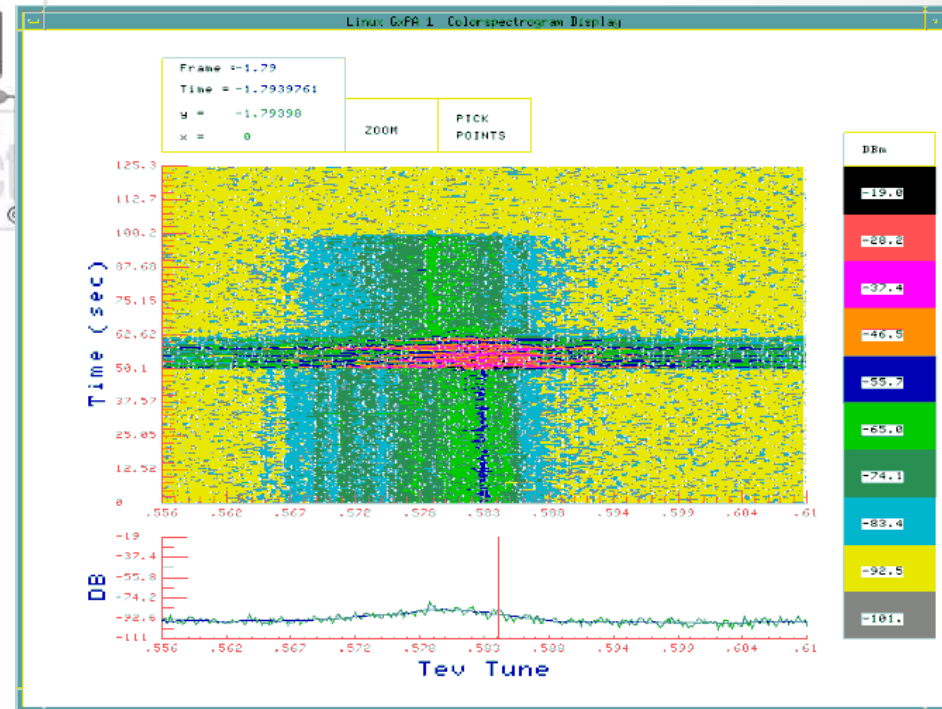 Linux GxPA 1 Colorspectrogram Display
Frame =-1.79
Time = -1.7939761
y = -1.79398
x = 0
ZOOM
PICK
POINTS
DBm
-19.0
-28.2
-37.4
-46.5
-55.7
-65.0
-74.1
-83.4
-92.5
-101.
Time (sec)
125.3
112.7
100.2
87.68
75.15
62.62
50.1
37.57
25.05
12.52
0
.556 .562 .567 .572 .578 .583 .588 .594 .599 .604 .61
DB
-19
-37.4
-55.8
-74.2
-92.6
-111
.556 .562 .567 .572 .578 .583 .588 .594 .599 .604 .61
Tev Tune